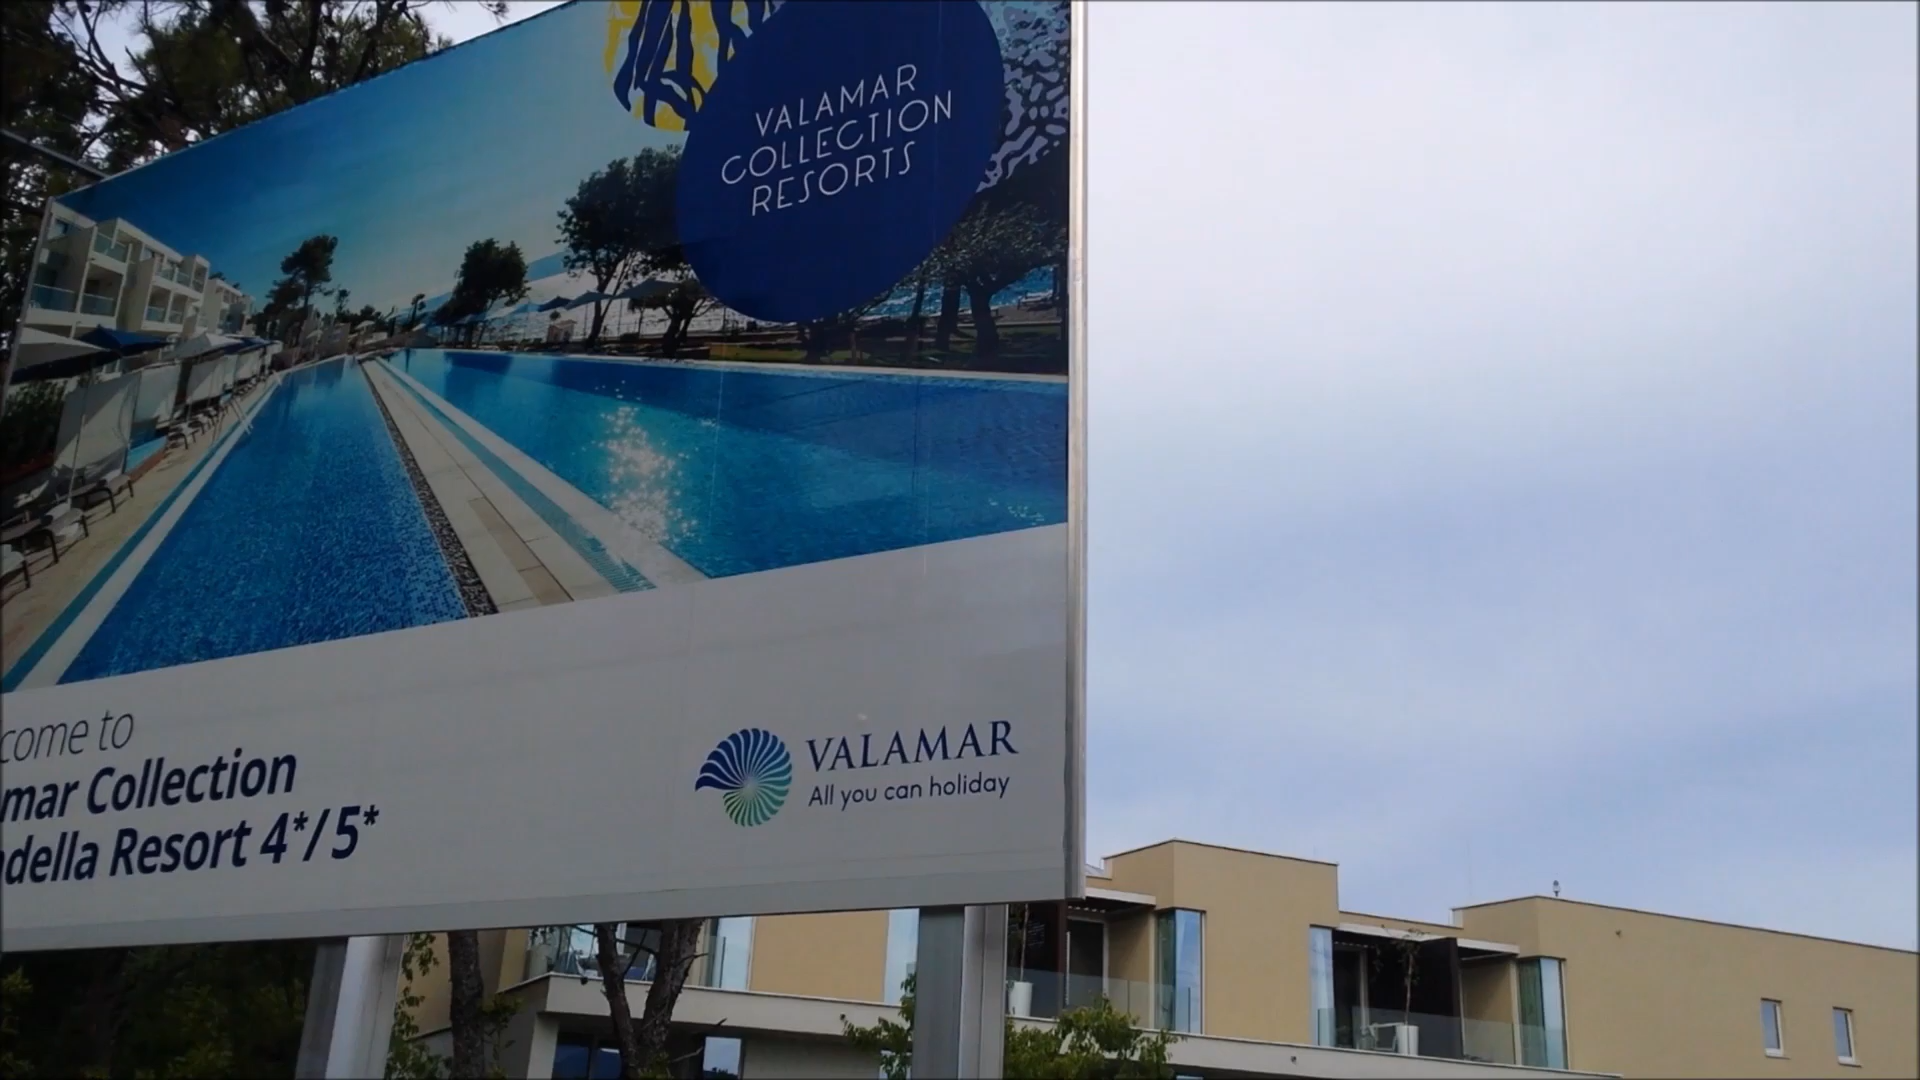 VALAMAR
COLLECTION
RESORTS
come to
mar Collection
della Resort 4*/5*
VALAMAR
All you can holiday